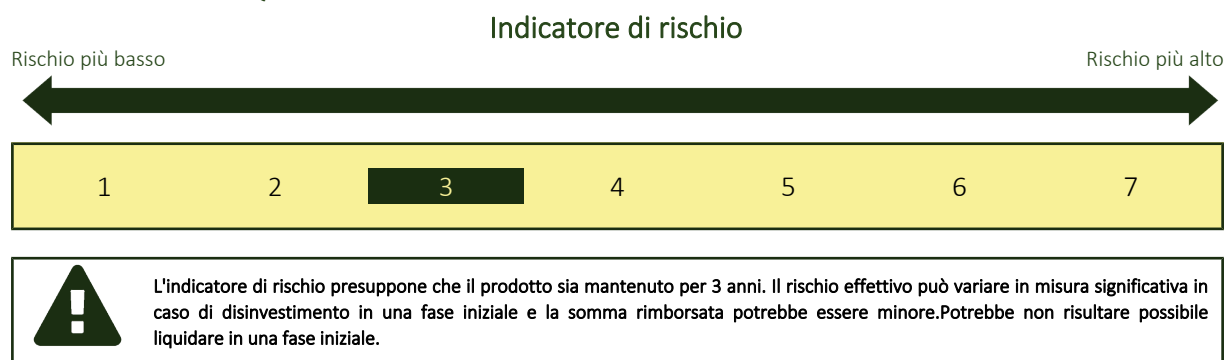 Indicatore di rischio
Rischio più basso
Rischio più alto
1 2 3 4 5 6 7
L'indicatore di rischio presuppone che il prodotto sia mantenuto per 3 anni. Il rischio effettivo può variare in misura significativa in
caso di disinvestimento in una fase iniziale e la somma rimborsata potrebbe essere minore.Potrebbe non risultare possibile
liquidare in una fase iniziale.